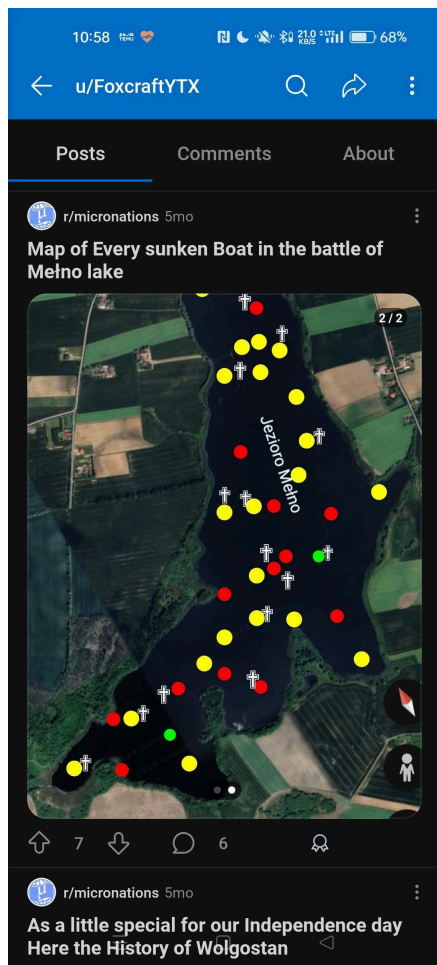 10:58
21.0
KB/S
LTE
68%
u/FoxcraftYTX
Posts Comments About
r/micronations 5mo
Map of Every sunken Boat in the battle of
Mełno lake
2 / 2
Jezioro Mełno
7 6
r/micronations 5mo
As a little special for our Independence day
Here the History of Wolgostan